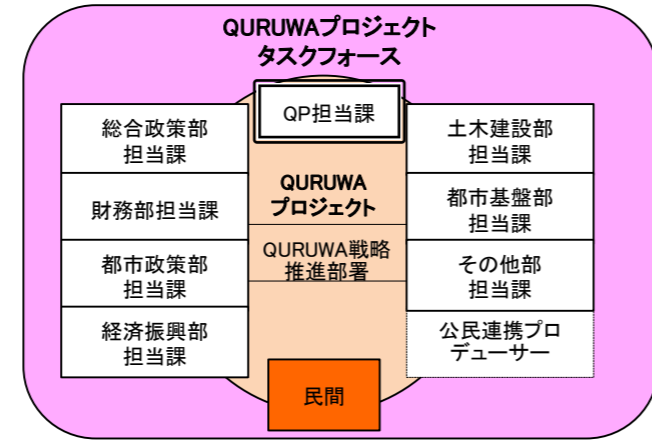 QURUWAプロジェクト
タスクフォース
QP担当課
総合政策部
担当課
財務部担当課
都市政策部
担当課
経済振興部
担当課
QURUWA
プロジェクト
QURUWA戦略
推進部署
民間
土木建設部
担当課
都市基盤部
担当課
その他部
担当課
公民連携プロ
デューサー